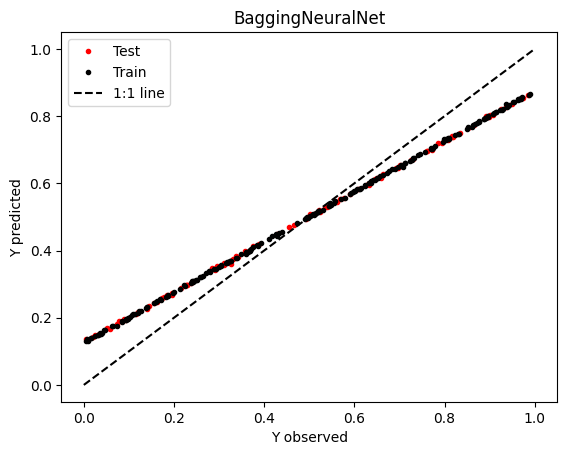 BaggingNeuralNet
Test
Train
1:1 line
Y predicted
1.0
0.8
0.6
0.4
0.2
0.0
0.0 0.2 0.4 0.6 0.8 1.0
Y observed